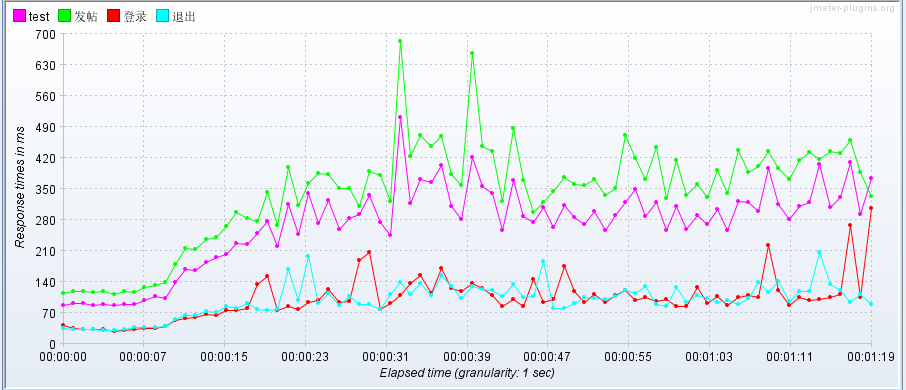 jmeter-plugins.org
test 发帖 登录 退出
700
630
560
490
420
350
280
210
140
70
0
Response times in ms
00:00:00 00:00:07 00:00:15 00:00:23 00:00:31 00:00:39 00:00:47 00:00:55 00:01:03 00:01:11 00:01:19
Elapsed time (granularity: 1 sec)